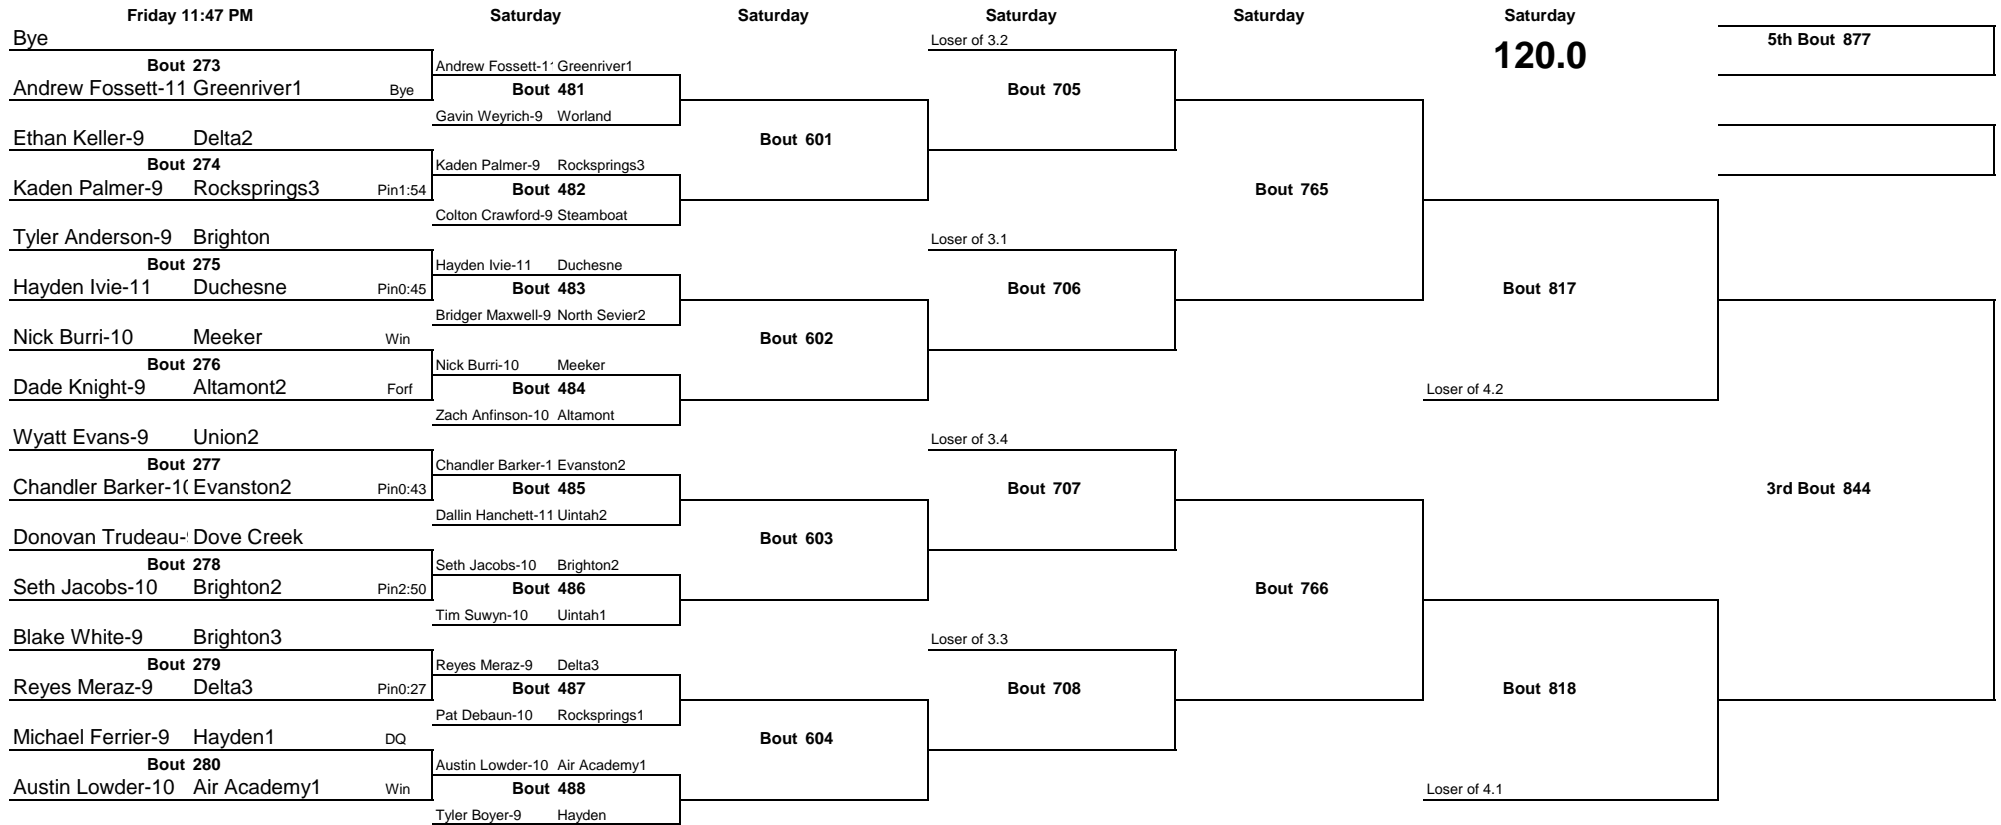 Friday 11:47 PM Saturday Saturday Saturday Saturday Saturday
120.0
Bye
Bout 273
Andrew Fossett-11 Greenriver1 Bye
Ethan Keller-9 Delta2
Bout 274
Kaden Palmer-9 Rocksprings3 Pin1:54
Tyler Anderson-9 Brighton
Bout 275
Hayden Ivie-11 Duchesne Pin0:45
Nick Burri-10 Meeker Win
Bout 276
Dade Knight-9 Altamont2 Forf
Wyatt Evans-9 Union2
Bout 277
Chandler Barker-1( Evanston2 Pin0:43
Donovan Trudeau- Dove Creek
Bout 278
Seth Jacobs-10 Brighton2 Pin2:50
Blake White-9 Brighton3
Bout 279
Reyes Meraz-9 Delta3 Pin0:27
Michael Ferrier-9 Hayden1 DQ
Bout 280
Austin Lowder-10 Air Academy1 Win
Andrew Fossett-1 Greenriver1
Bout 481
Gavin Weyrich-9 Worland
Kaden Palmer-9 Rocksprings3
Bout 482
Colton Crawford-9 Steamboat
Hayden Ivie-11 Duchesne
Bout 483
Bridger Maxwell-9 North Sevier2
Nick Burri-10 Meeker
Bout 484
Zach Anfinson-10 Altamont
Chandler Barker-1 Evanston2
Bout 485
Dallin Hanchett-11 Uintah2
Seth Jacobs-10 Brighton2
Bout 486
Tim Suwyn-10 Uintah1
Reyes Meraz-9 Delta3
Bout 487
Pat Debaun-10 Rocksprings1
Austin Lowder-10 Air Academy1
Bout 488
Tyler Boyer-9 Hayden
Bout 601
Bout 602
Bout 603
Bout 604
Loser of 3.2
Bout 705
Loser of 3.1
Bout 706
Loser of 3.4
Bout 707
Loser of 3.3
Bout 708
Bout 765
Bout 766
Bout 817
Loser of 4.2
Bout 818
Loser of 4.1
5th Bout 877
3rd Bout 844